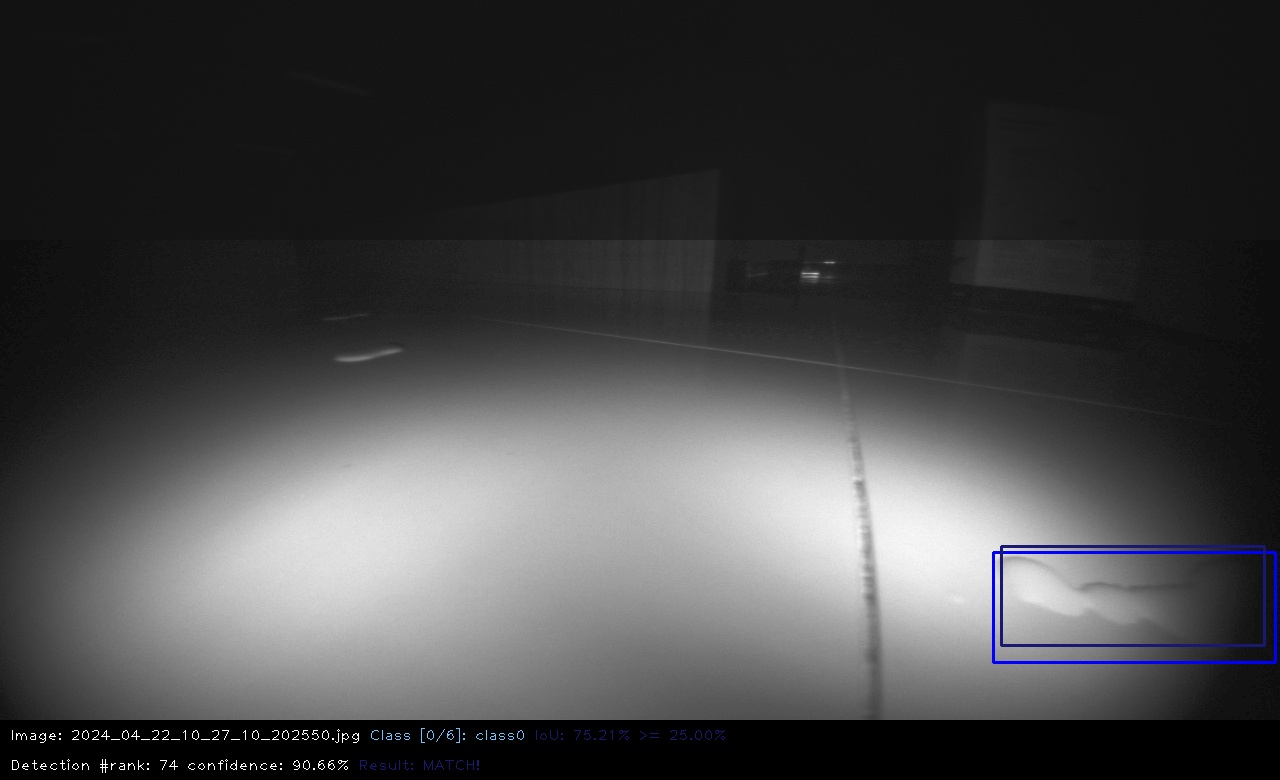 Image: 2024_04_22_10_27_10_202550.jpg Class [0/6]: class0 IoU: 75.21% >= 25.00%
Detection #rank: 74 confidence: 90.66% Result: MATCH!